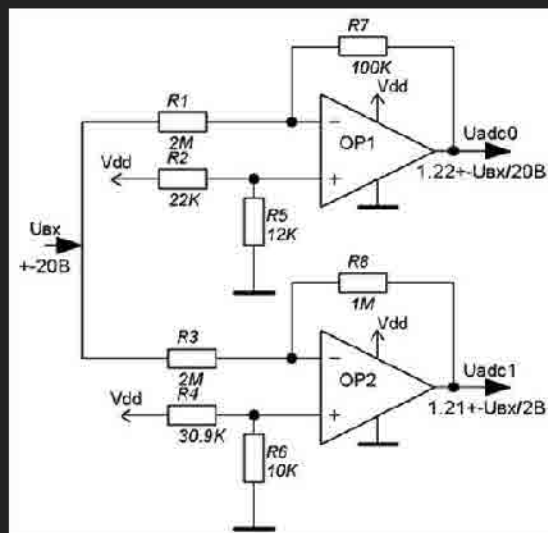 R7
100K
Vdd
R1
2M
Vdd
R2
22K
OP1
Uadc0
1.22+-Uвх/20В
R5
12K
Uвх
+-20В
R8
1M
Vdd
R3
2M
Vdd
R4
30.9K
OP2
Uadc1
1.21+-Uвх/2В
R6
10K